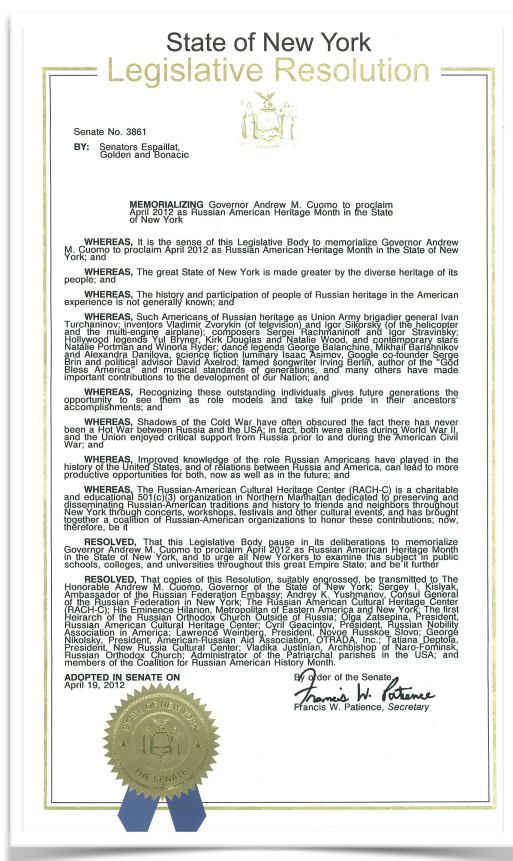 State of New York
Legislative Resolution
Senate No. 3861
BY: Senators Espaillat,
Golden and Bonacic
MEMORIALIZING Governor Andrew M. Cuomo to proclaim
April 2012 as Russian American Heritage Month in the State
of New York
WHEREAS, It is the sense of this Legislative Body to memorialize Governor Andrew
M. Cuomo to proclaim April 2012 as Russian American Heritage Month in the State of New
York; and
WHEREAS, The great State of New York is made greater by the diverse heritage of its
people; and
WHEREAS, The history and participation of people of Russian heritage in the American
experience is not generally known; and
WHEREAS, Such Americans of Russian heritage as Union Army brigadier general Ivan
Turchaninov; inventors Vladimir Zvorykin (of television) and Igor Sikorsky (of the helicopter
and the multi-engine airplane); composers Sergei Rachmaninoff and Igor Stravinsky;
Hollywood legends Yul Bryner, Kirk Douglas and Natalie Wood, and contemporary stars
Natalie Portman and Winona Ryder; dance legends George Balanchine, Mikhail Barishnikov
and Alexandra Danilova, science fiction luminary Isaac Asimov, Google co-founder Serge
Brin and political advisor David Axelrod; famed songwriter Irving Berlin, author of the "God
Bless America" and musical standards of generations, and many others have made
important contributions to the development of our Nation; and
WHEREAS, Recognizing these outstanding individuals gives future generations the
opportunity to see them as role models and take full pride in their ancestors'
accomplishments; and
WHEREAS, Shadows of the Cold War have often obscured the fact there has never
been a Hot War between Russia and the USA; in fact, both were allies during World War II,
and the Union enjoyed critical support from Russia prior to and during the American Civil
War; and
WHEREAS, Improved knowledge of the role Russian Americans have played in the
history of the United States, and of relations between Russia and America, can lead to more
productive opportunities for both, now as well as in the future; and
WHEREAS, The Russian-American Cultural Heritage Center (RACH-C) is a charitable
and educational 501(c)(3) organization in Northern Manhattan dedicated to preserving and
disseminating Russian-American traditions and history to friends and neighbors throughout
New York through concerts, workshops, festivals and other cultural events, and has brought
together a coalition of Russian-American organizations to honor these contributions; now,
therefore, be it
RESOLVED, That this Legislative Body pause in its deliberations to memorialize
Governor Andrew M. Cuomo to proclaim April 2012 as Russian American Heritage Month
in the State of New York, and to urge all New Yorkers to examine this subject in public
schools, colleges, and universities throughout this great Empire State; and be it further
RESOLVED, That copies of this Resolution, suitably engrossed, be transmitted to The
Honorable Andrew M. Cuomo, Governor of the State of New York; Sergey I. Kislyak,
Ambassador of the Russian Federation Embassy; Andrey K. Yushmanov, Consul General
of the Russian Federation in New York; The Russian American Cultural Heritage Center
(RACH-C); His Eminence Hilarion, Metropolitan of Eastern America and New York; The first
Heirarch of the Russian Orthodox Church Outside of Russia; Olga Zatsepina, President,
Russian American Cultural Heritage Center; Cyril Geacintov, President, Russian Nobility
Association in America; Lawrence Weinberg, President, Novoe Russkoe Slovo; George
Nikolsky, President, American-Russian Aid Association, OTRADA, Inc.; Tatiana Deptola,
President, New Russia Cultural Center; Vladika Justinian, Archbishop of Naro-Fominsk,
Russian Orthodox Church; Administrator of the Patriarchal parishes in the USA; and
members of the Coalition for Russian American History Month.
ADOPTED IN SENATE ON
April 19, 2012
By order of the Senate,
Francis W. Patience
Francis W. Patience, Secretary
STATE OF NEW YORK
THE SENATE